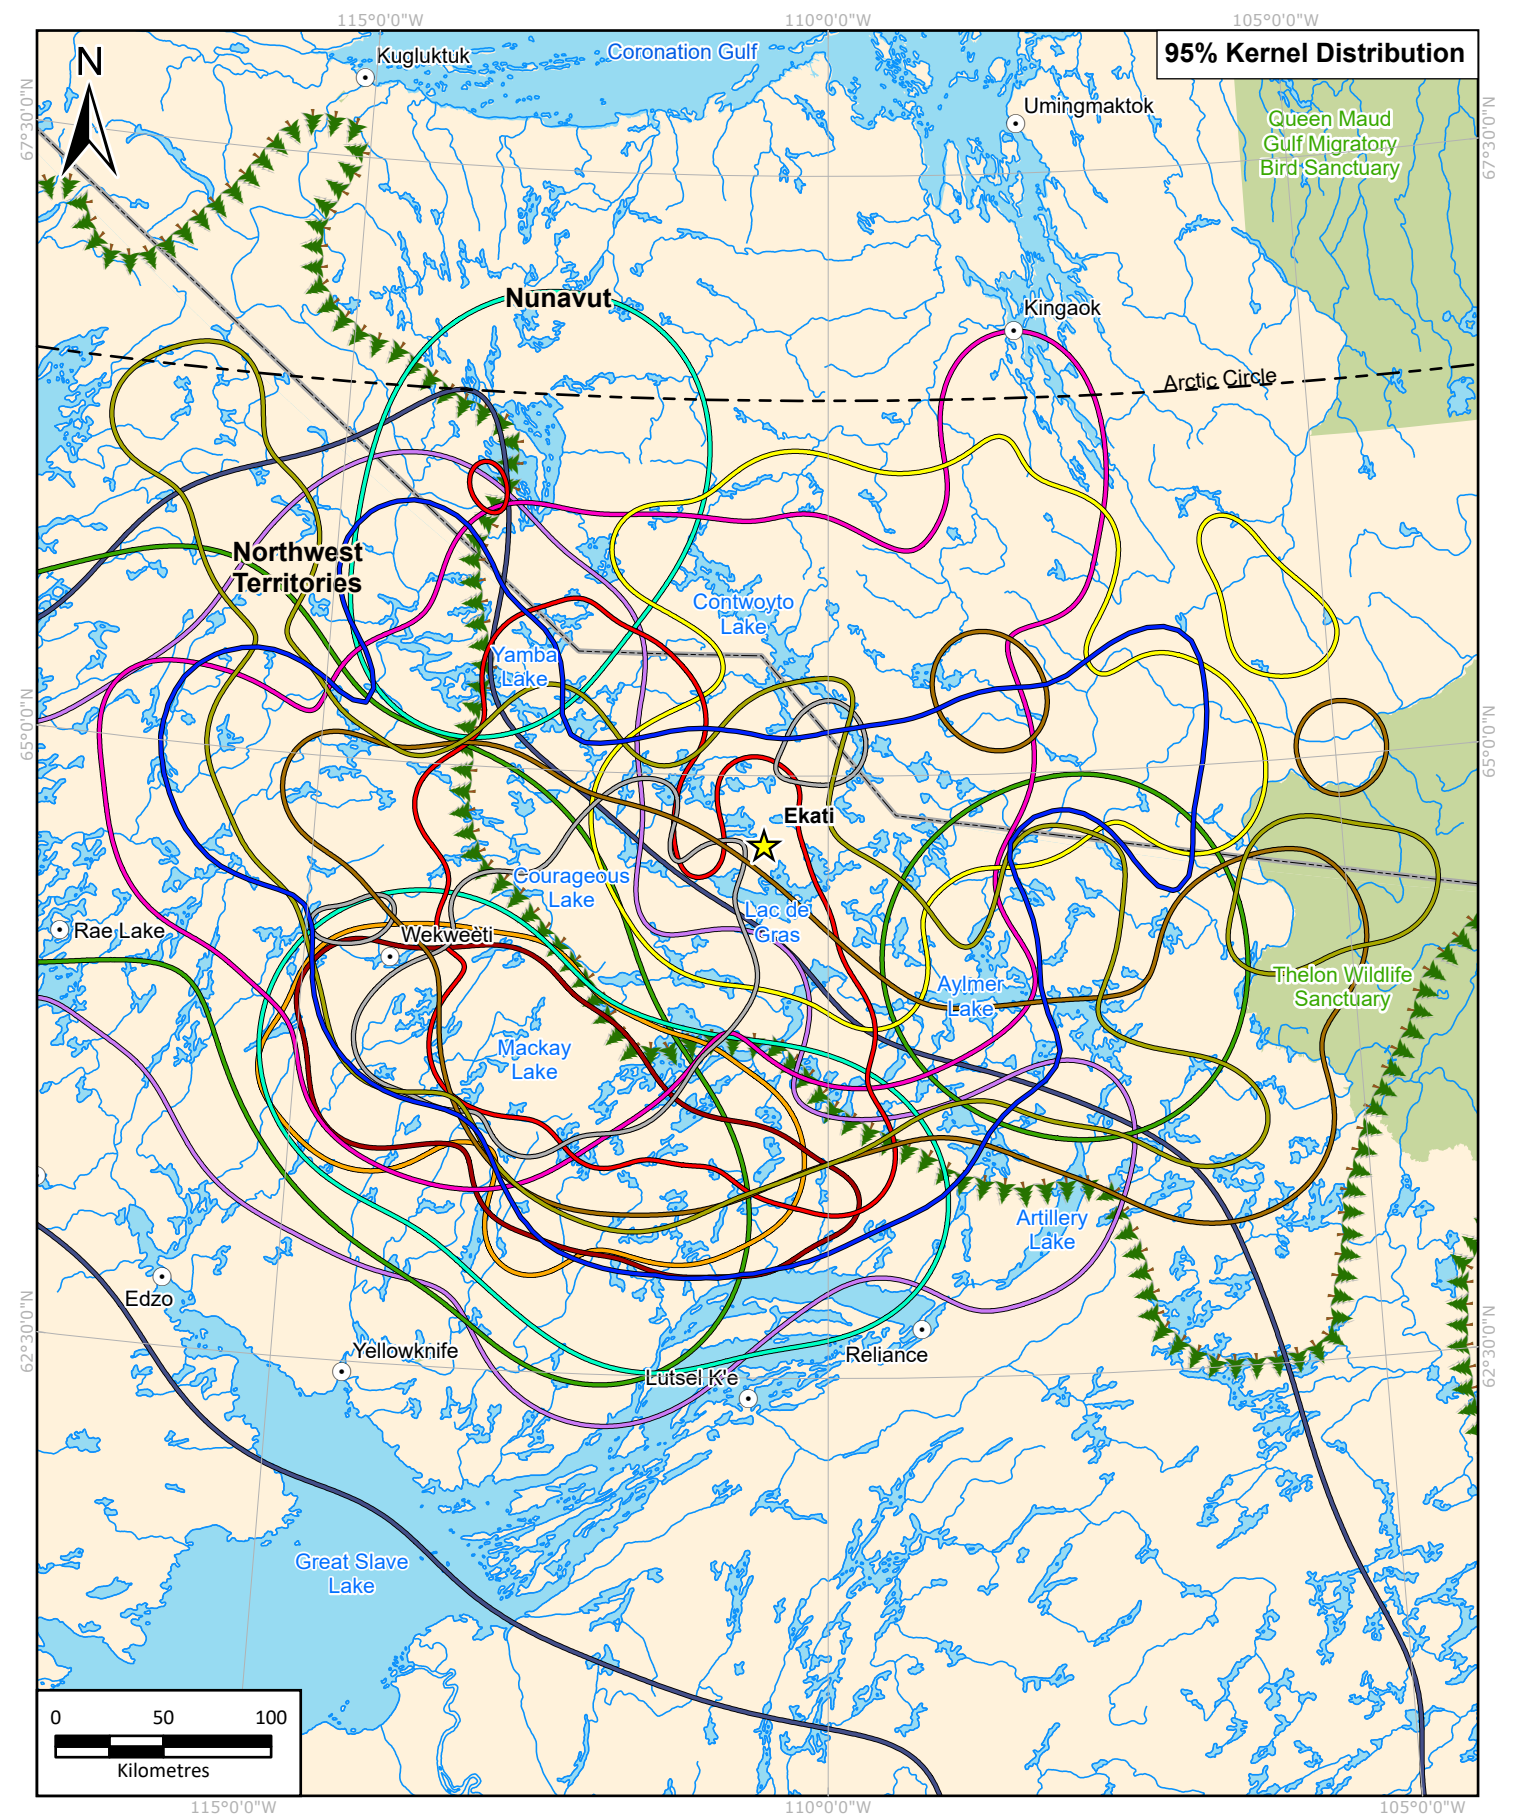 115°0'0"W
110°0'0"W
105°0'0"W
95% Kernel Distribution
N
Kugluktuk
Coronation Gulf
Umingmaktok
Queen Maud
Gulf Migratory
Bird Sanctuary
67°30'0"N
67°30'0"N
Nunavut
Kingaok
Arctic Circle
Northwest
Territories
Contwoyto
Lake
Yamba
Lake
65°0'0"N
65°0'0"N
Ekati
Courageous
Lake
Lac de
Gras
Rae Lake
Wekweeti
Aylmer
Lake
Thelon Wildlife
Sanctuary
Mackay
Lake
Artillery
Lake
Edzo
62°30'0"N
62°30'0"N
Yellowknife
Reliance
Lutsel K'e
Great Slave
Lake
0 50 100
Kilometres
115°0'0"W
110°0'0"W
105°0'0"W